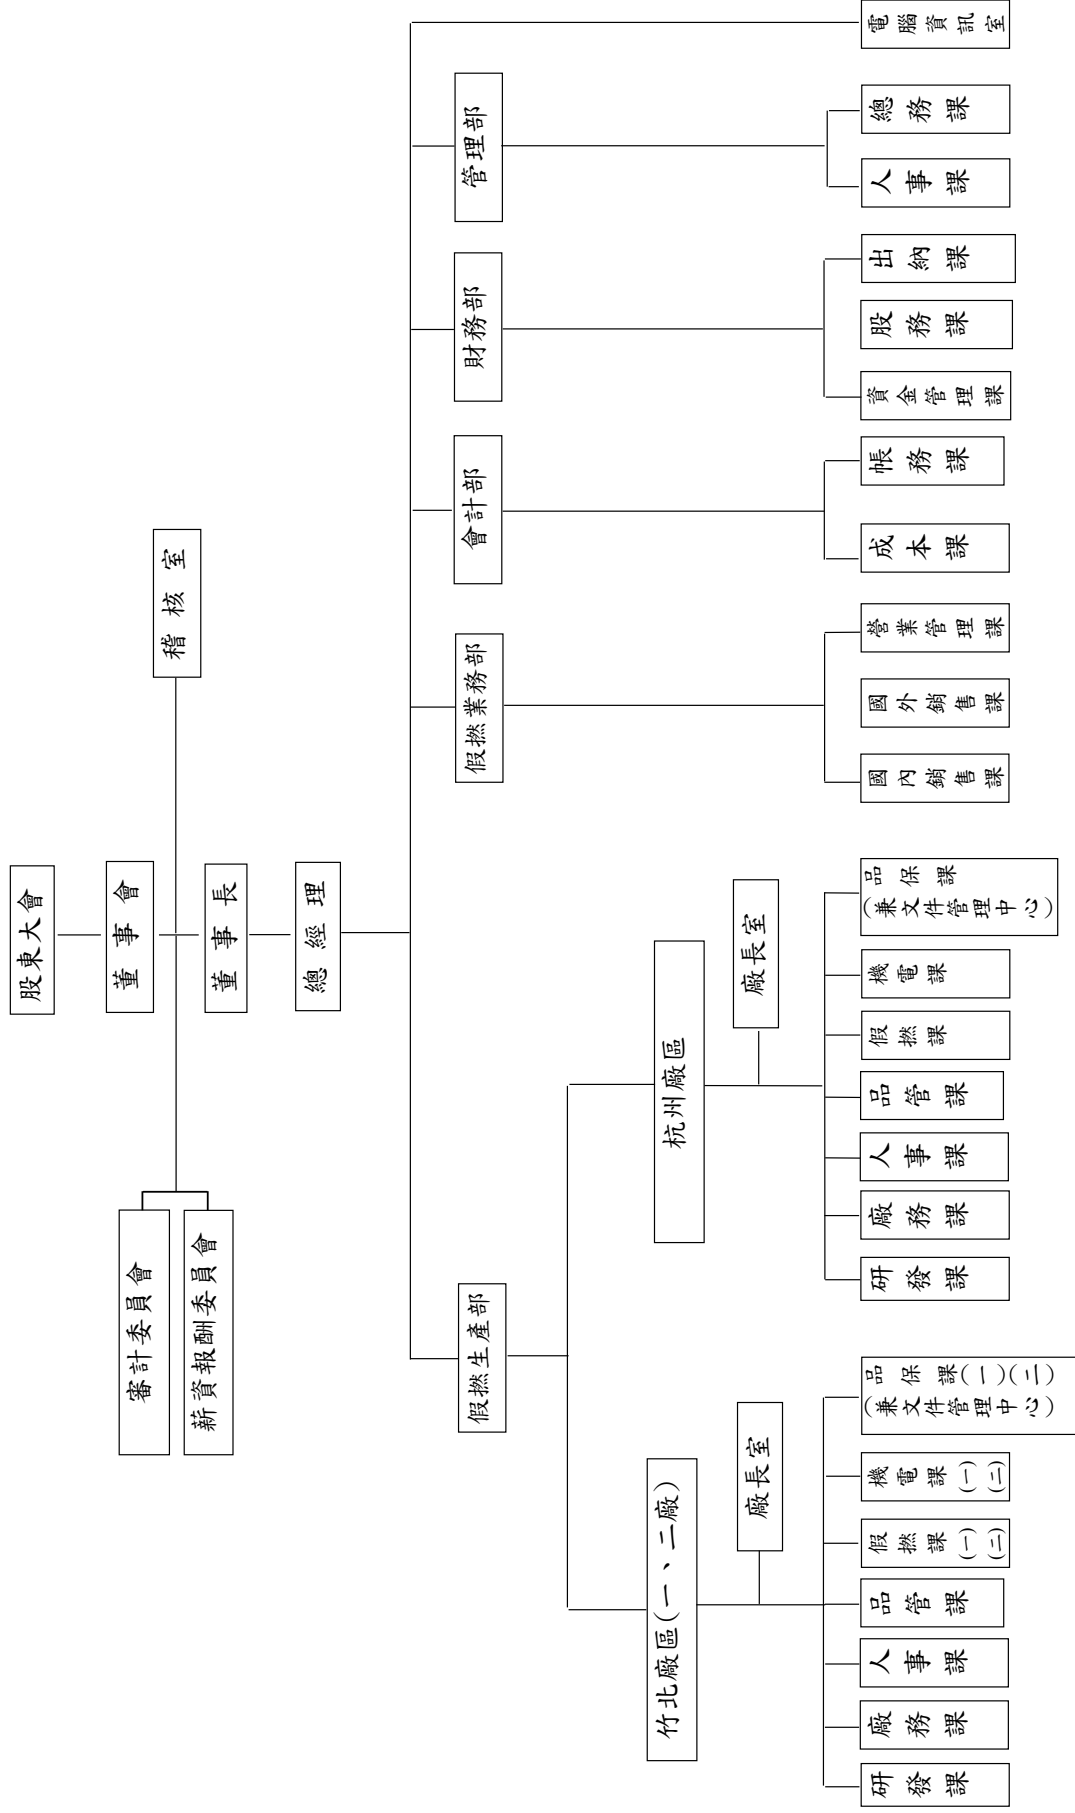 股東大會
董事會
稽核室
審計委員會
薪資報酬委員會
董事長
總經理
假撚生產部
假撚業務部
會計部
財務部
管理部
竹北廠區(一、二廠)
杭州廠區
廠長室
廠長室
研發課
廠務課
人事課
品管課
假撚課(一)(二)
機電課(一)(二)
品保課(一)(二)
(兼文件管理中心)
研發課
廠務課
人事課
品管課
假撚課
機電課
品保課
(兼文件管理中心)
國內銷售課
國外銷售課
營業管理課
成本課
帳務課
資金管理課
股務課
出納課
人事課
總務課
電腦資訊室